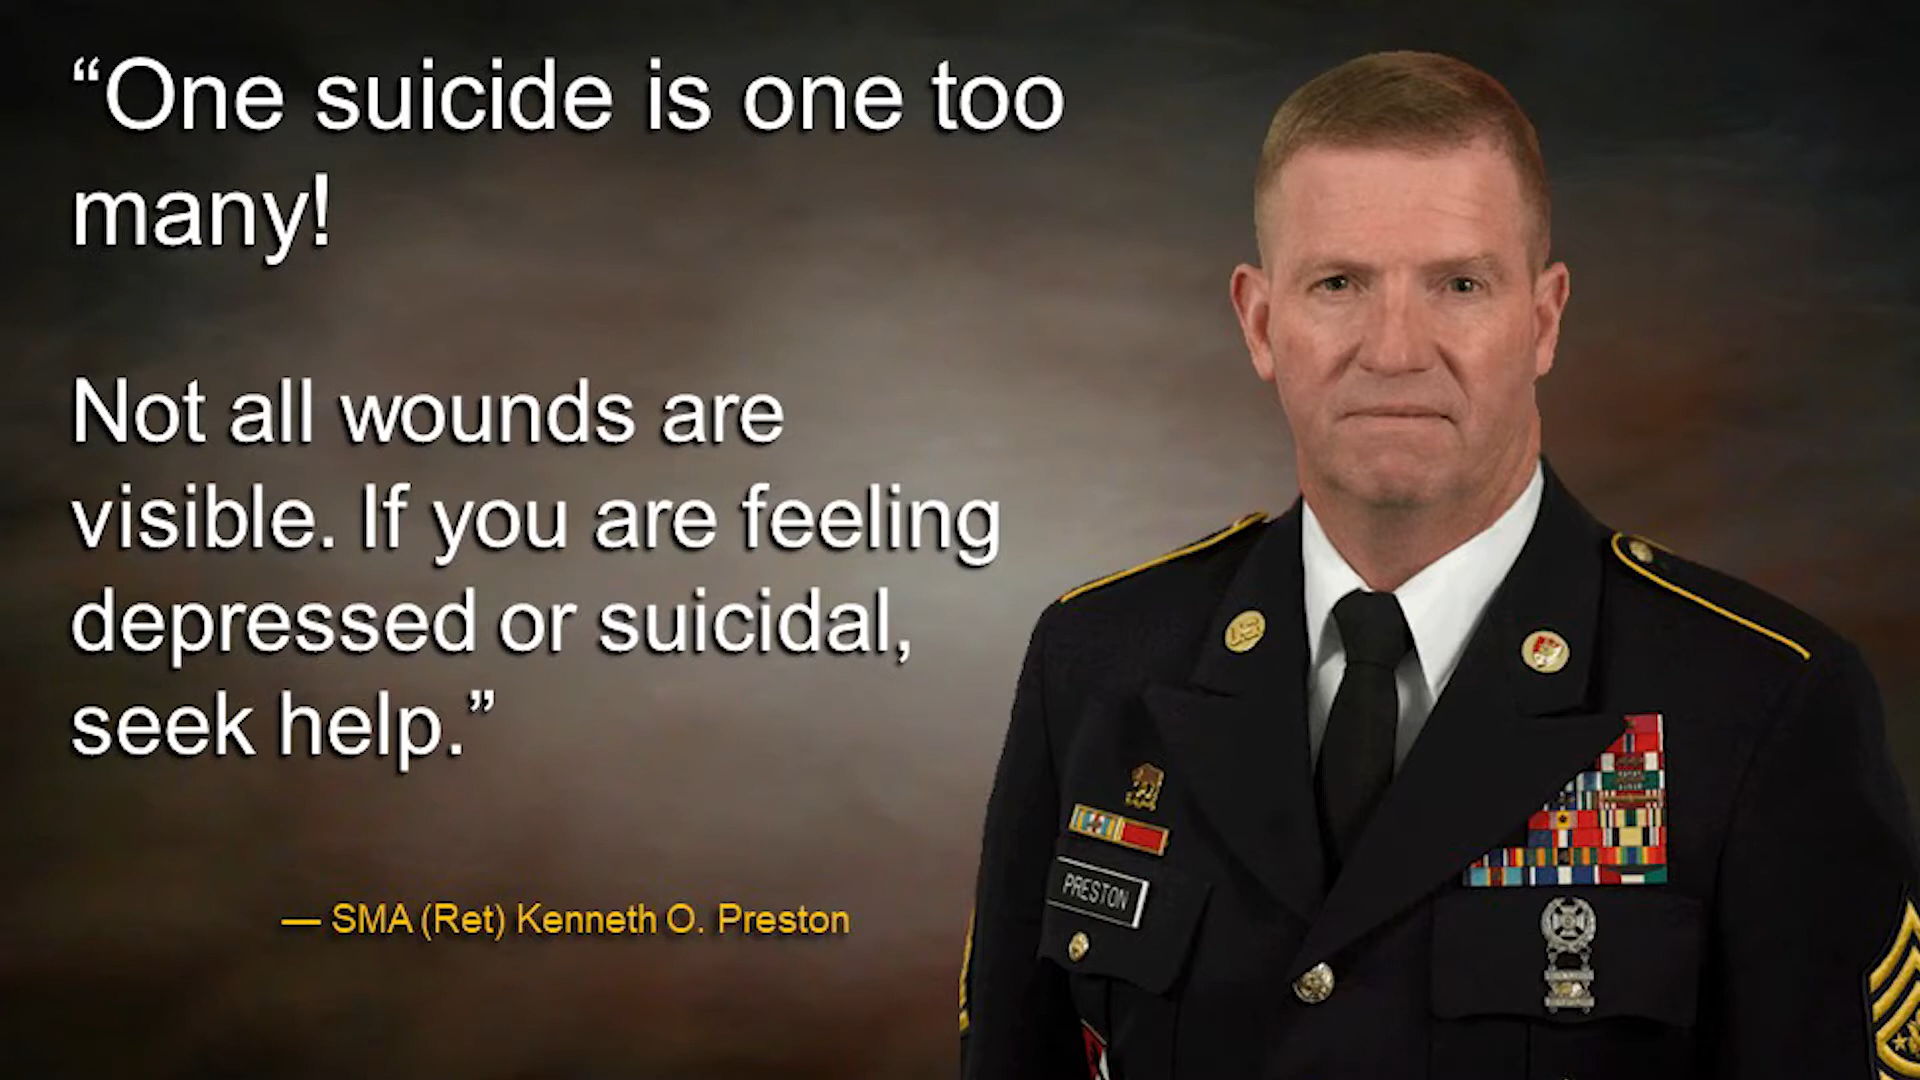 “One suicide is one too
many!
Not all wounds are
visible. If you are feeling
depressed or suicidal,
seek help.”
— SMA (Ret) Kenneth O. Preston
PRESTON